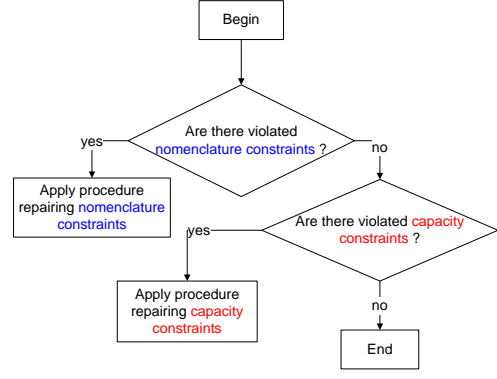 Begin
Are there violated
nomenclature constraints ?
yes
no
Apply procedure
repairing nomenclature
constraints
Are there violated capacity
constraints ?
yes
Apply procedure
repairing capacity
constraints
no
End